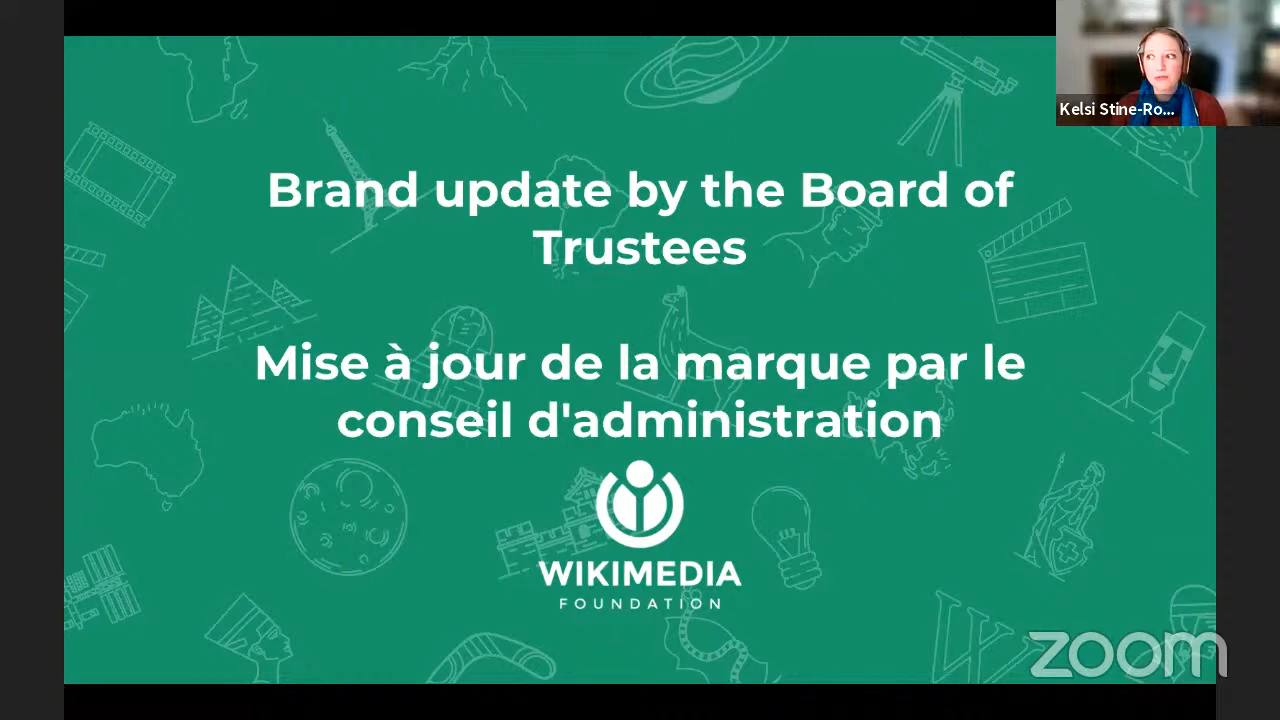 Kelsi Stine-Ro...
Brand update by the Board of
Trustees
Mise à jour de la marque par le
conseil d'administration
WIKIMEDIA
FOUNDATION
zoom